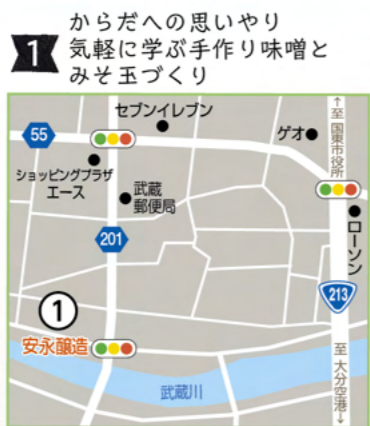 1
からだへの思いやり
気軽に学ぶ手作り味噌と
みそ玉づくり
セブンイレブン
55
ゲオ
↑至 国東市役所
ショッピングプラザ
エース
武蔵
郵便局
ローソン
201
213
①
安永醸造
武蔵川
至 大分空港↓